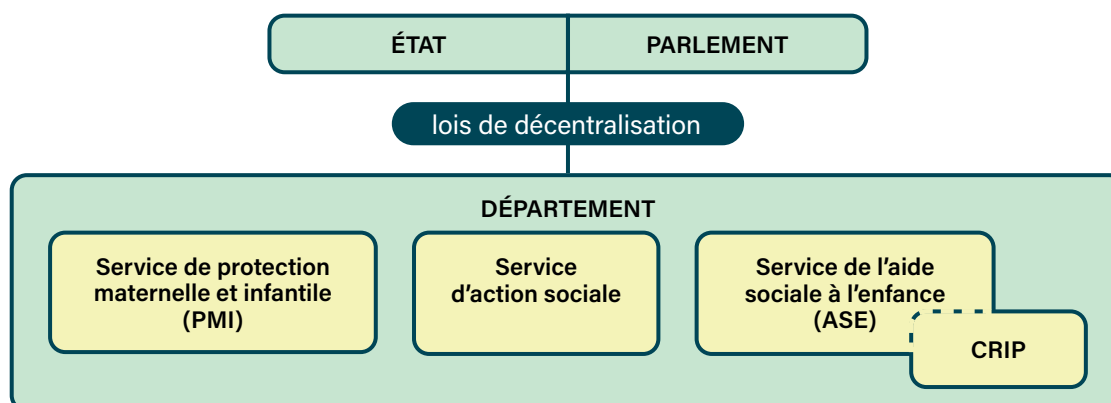 ÉTAT
PARLEMENT
lois de décentralisation
DÉPARTEMENT
Service de protection
maternelle et infantile
(PMI)
Service
d’action sociale
Service de l’aide
sociale à l’enfance
(ASE)
CRIP